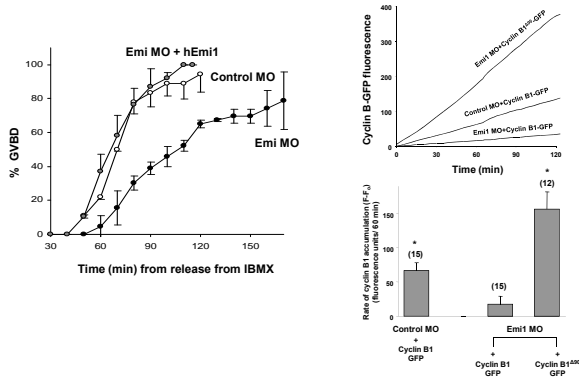 Emi MO + hEmi1
Control MO
Emi MO
% GVBD
100
80
60
40
20
0
30 60 90 120 150
Time (min) from release from IBMX
Cyclin B-GFP fluorescence
400
300
200
100
0
Emi1 MO+Cyclin B1Δ90-GFP
Control MO+Cyclin B1-GFP
Emi1 MO+Cyclin B1-GFP
0 30 60 90 120
Time (min)
Rate of cyclin B1 accumulation (F-F0)
(fluorescence units/ 60 min)
150
100
50
0
*
(15)
(15)
*
(12)
Control MO
+
Cyclin B1
GFP
Emi1 MO
+
Cyclin B1
GFP
+
Cyclin B1Δ90
GFP